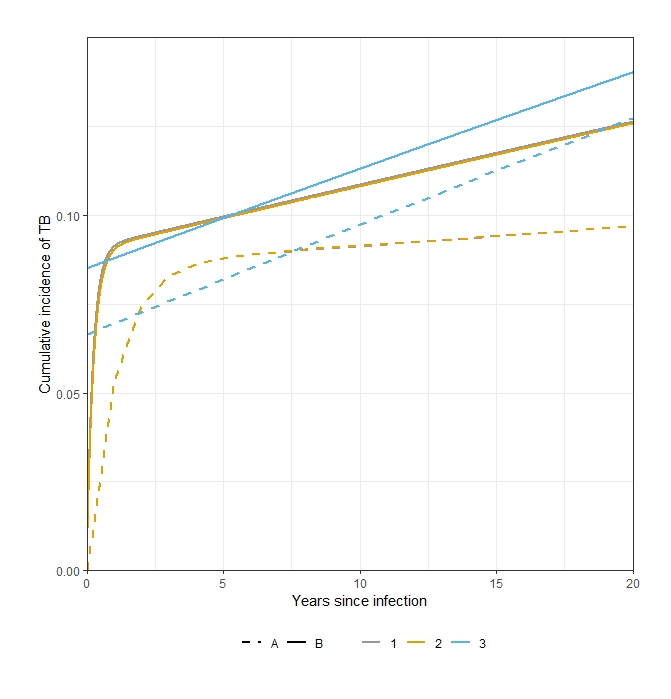 Cumulative incidence of TB
0.10
0.05
0.00
0 5 10 15 20
Years since infection
A B 1 2 3